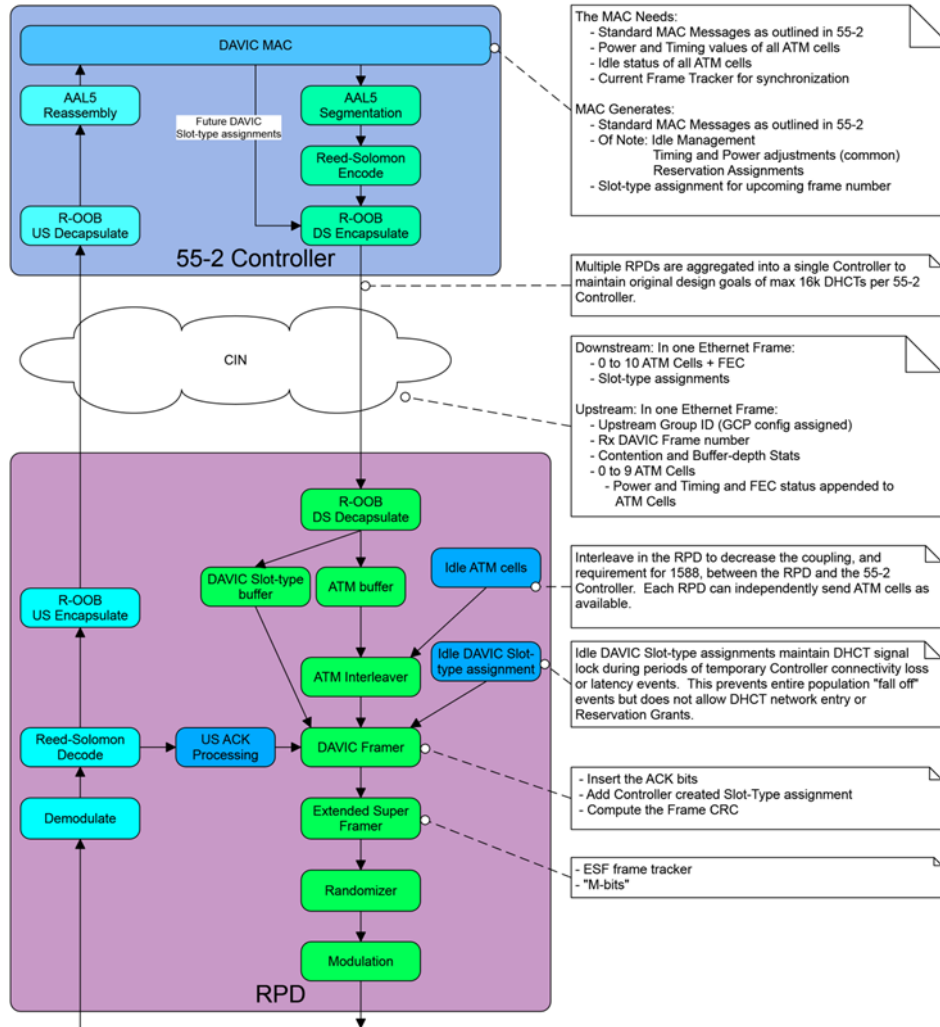 DAVIC MAC
AAL5
Reassembly
Future DAVIC
Slot-type assignments
AAL5
Segmentation
Reed-Solomon
Encode
R-OOB
US Decapsulate
R-OOB
DS Encapsulate
55-2 Controller
The MAC Needs:
- Standard MAC Messages as outlined in 55-2
- Power and Timing values of all ATM cells
- Idle status of all ATM cells
- Current Frame Tracker for synchronization
MAC Generates:
- Standard MAC Messages as outlined in 55-2
- Of Note: Idle Management
Timing and Power adjustments (common)
Reservation Assignments
- Slot-type assignment for upcoming frame number
Multiple RPDs are aggregated into a single Controller to
maintain original design goals of max 16k DHCTs per 55-2
Controller.
CIN
Downstream: In one Ethernet Frame:
- 0 to 10 ATM Cells + FEC
- Slot-type assignments
Upstream: In one Ethernet Frame:
- Upstream Group ID (GCP config assigned)
- Rx DAVIC Frame number
- Contention and Buffer-depth Stats
- 0 to 9 ATM Cells
- Power and Timing and FEC status appended to
ATM Cells
R-OOB
DS Decapsulate
DAVIC Slot-type
buffer
ATM buffer
Idle ATM cells
R-OOB
US Encapsulate
Interleave in the RPD to decrease the coupling, and
requirement for 1588, between the RPD and the 55-2
Controller.  Each RPD can independently send ATM cells as
available.
ATM Interleaver
Idle DAVIC Slot-
type assignment
Idle DAVIC Slot-type assignments maintain DHCT signal
lock during periods of temporary Controller connectivity loss
or latency events.  This prevents entire population "fall off"
events but does not allow DHCT network entry or
Reservation Grants.
Reed-Solomon
Decode
US ACK
Processing
DAVIC Framer
- Insert the ACK bits
- Add Controller created Slot-Type assignment
- Compute the Frame CRC
Demodulate
Extended Super
Framer
- ESF frame tracker
- "M-bits"
Randomizer
Modulation
RPD